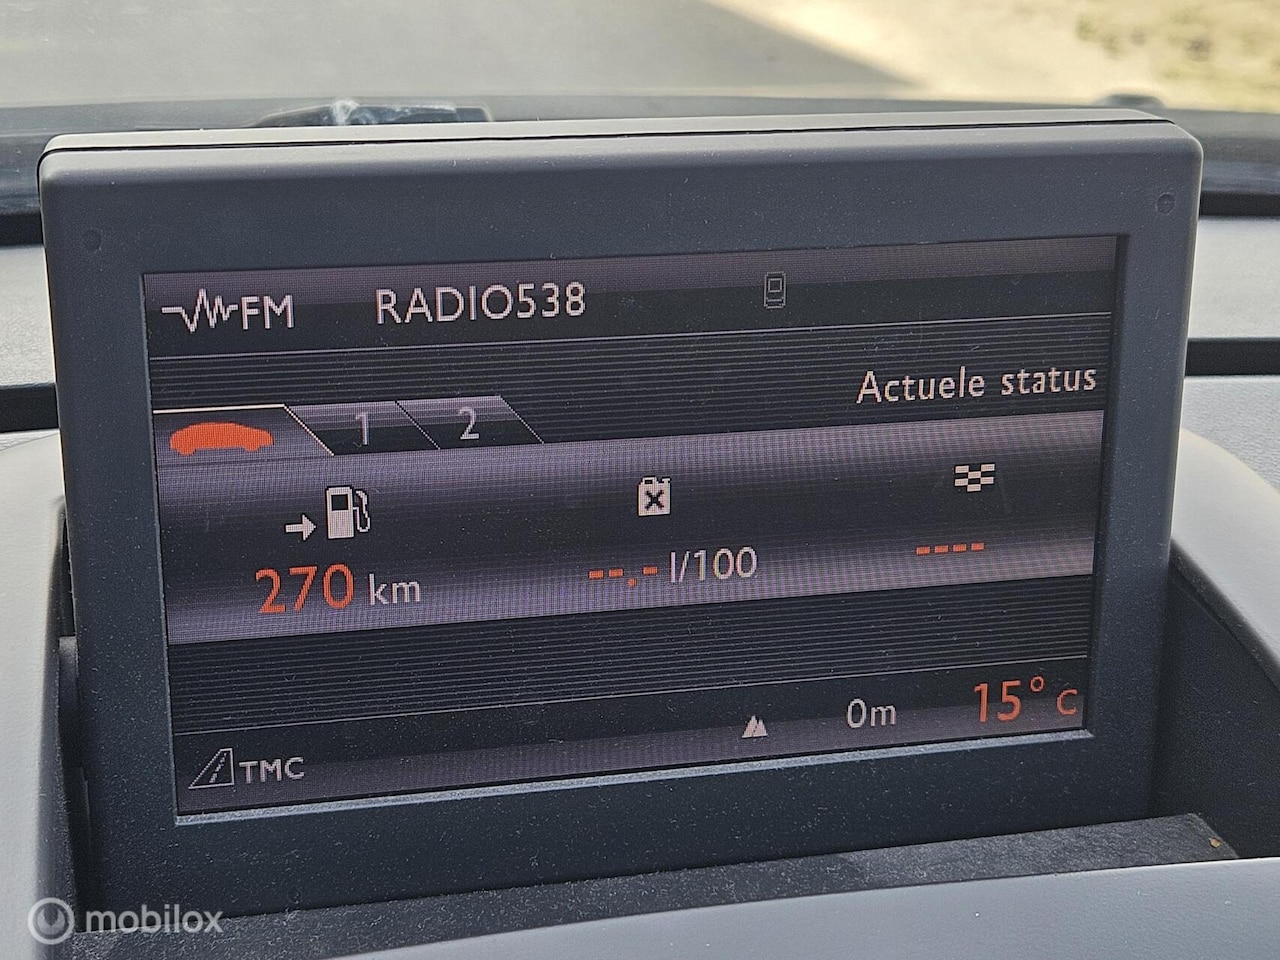 FM RADIO538
Actuele status
1 2
270 km --.- l/100 ----
0m 15° C
TMC
mobilox